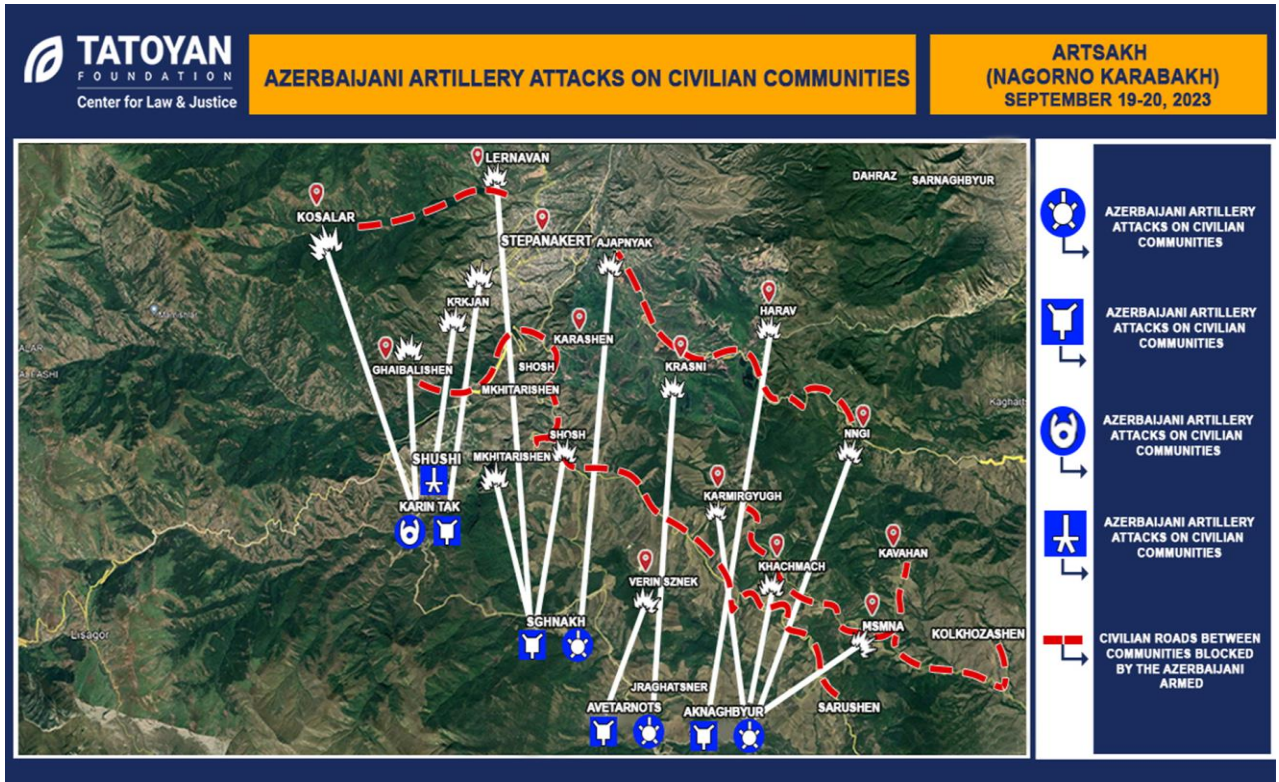 TATOYAN
FOUNDATION
Center for Law & Justice
AZERBAIJANI ARTILLERY ATTACKS ON CIVILIAN COMMUNITIES
ARTSAKH
(NAGORNO KARABAKH)
SEPTEMBER 19-20, 2023
LERNAVAN
DAHRAZ
SARNAGHBYUR
KOSALAR
STEPANAKERT
AJAPNYAK
KRKJAN
HARAV
KARASHEN
GHAIBALISHEN
SHOSH
KRASNI
MKHITARISHEN
Kaghart
SHOSH
NNGI
MKHITARISHEN
SHUSHI
KARMIRGYUGH
KARIN TAK
KAVAHAN
KHACHMACH
VERIN SZNEK
SGHNAKH
MSMNA
KOLKHOZASHEN
Lisagor
JRAGHATSNER
AVETARNOTS
AKNAGHBYUR
SARUSHEN
AZERBAIJANI ARTILLERY
ATTACKS ON CIVILIAN
COMMUNITIES
AZERBAIJANI ARTILLERY
ATTACKS ON CIVILIAN
COMMUNITIES
AZERBAIJANI ARTILLERY
ATTACKS ON CIVILIAN
COMMUNITIES
AZERBAIJANI ARTILLERY
ATTACKS ON CIVILIAN
COMMUNITIES
CIVILIAN ROADS BETWEEN
COMMUNITIES BLOCKED
BY THE AZERBAIJANI
ARMED